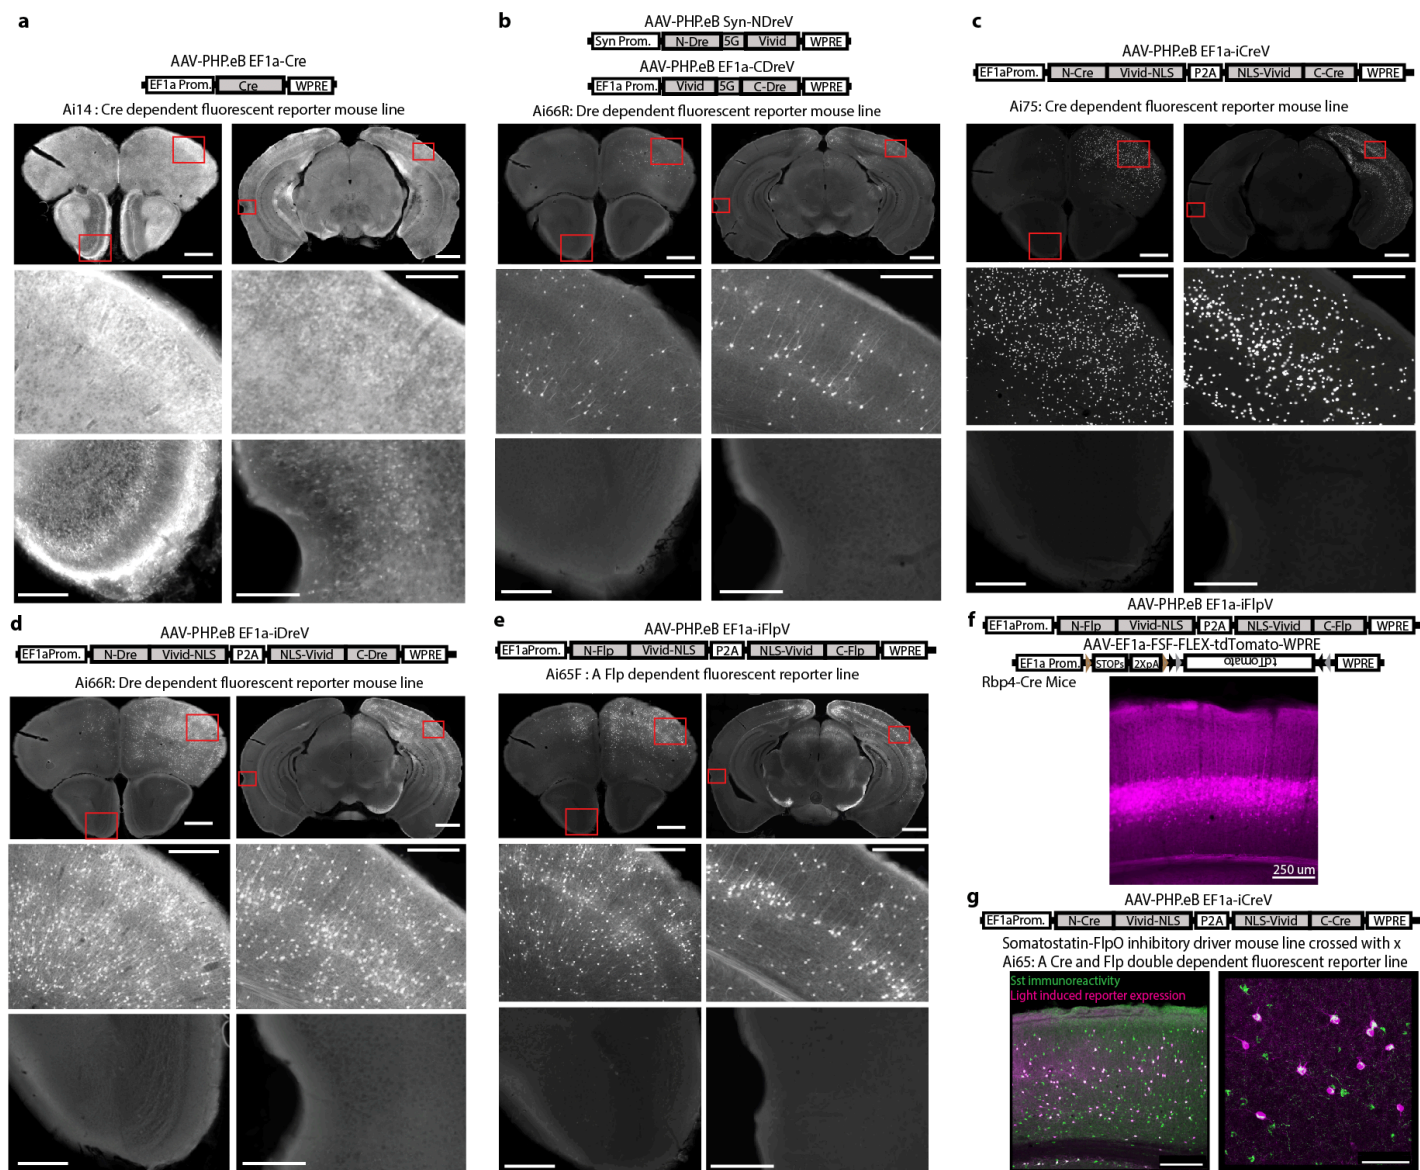 a
AAV-PHP.eB EF1a-Cre
EF1a Prom. Cre WPRE
Ai14 : Cre dependent fluorescent reporter mouse line
b
AAV-PHP.eB Syn-NDreV
Syn Prom. N-Dre 5G Vivid WPRE
AAV-PHP.eB EF1a-CDreV
EF1a Prom. Vivid 5G C-Dre WPRE
Ai66R: Dre dependent fluorescent reporter mouse line
c
AAV-PHP.eB EF1a-iCreV
EF1aProm. N-Cre Vivid-NLS P2A NLS-Vivid C-Cre WPRE
Ai75: Cre dependent fluorescent reporter mouse line
d
AAV-PHP.eB EF1a-iDreV
EF1aProm. N-Dre Vivid-NLS P2A NLS-Vivid C-Dre WPRE
Ai66R: Dre dependent fluorescent reporter mouse line
e
AAV-PHP.eB EF1a-iFlpV
EF1aProm. N-Flp Vivid-NLS P2A NLS-Vivid C-Flp WPRE
Ai65F : A Flp dependent fluorescent reporter line
f
AAV-PHP.eB EF1a-iFlpV
EF1aProm. N-Flp Vivid-NLS P2A NLS-Vivid C-Flp WPRE
AAV-EF1a-FSF-FLEX-tdTomato-WPRE
EF1a Prom. STOPs 2XpA tdTomato WPRE
Rbp4-Cre Mice
250 um
g
AAV-PHP.eB EF1a-iCreV
EF1aProm. N-Cre Vivid-NLS P2A NLS-Vivid C-Cre WPRE
Somatostatin-FlpO inhibitory driver mouse line crossed with x
Ai65: A Cre and Flp double dependent fluorescent reporter line
Sst immunoreactivity
Light induced reporter expression